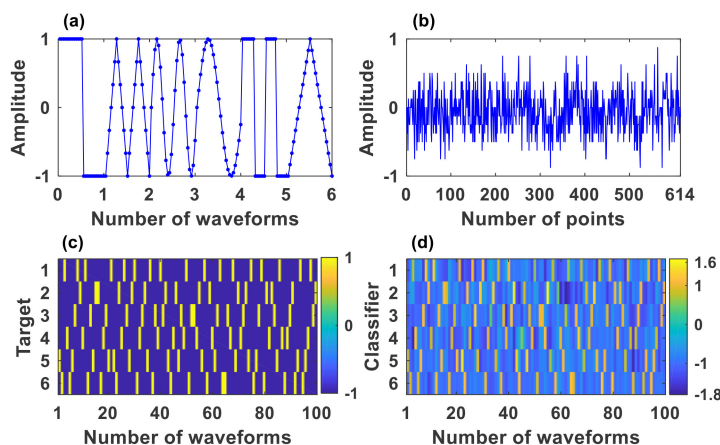 (a)
1
0
-1
Amplitude
0 1 2 3 4 5 6
Number of waveforms
(b)
1
0
-1
Amplitude
0 100 200 300 400 500 614
Number of points
(c)
1
2
3
4
5
6
Target
1 20 40 60 80 100
Number of waveforms
1
0
-1
(d)
1
2
3
4
5
6
Classifier
1 20 40 60 80 100
Number of waveforms
1.6
1
0
-1
-1.8